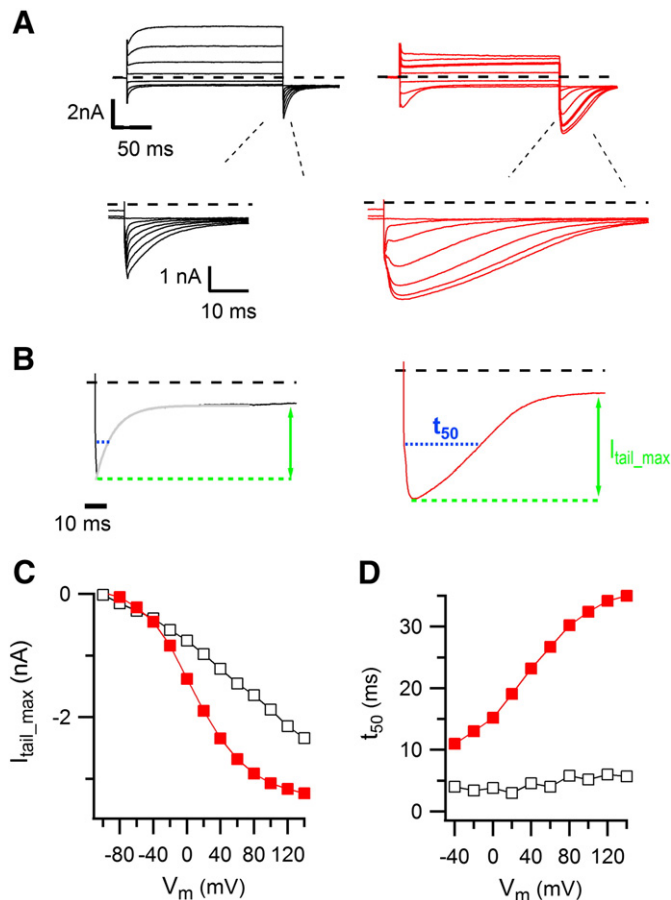 A
2nA
50 ms
1 nA
10 ms
B
t50
Itail_max
10 ms
C
D
0
-2
Itail_max (nA)
-80 -40 0 40 80 120
Vm (mV)
30
20
10
0
t50 (ms)
-40 0 40 80 120
Vm (mV)